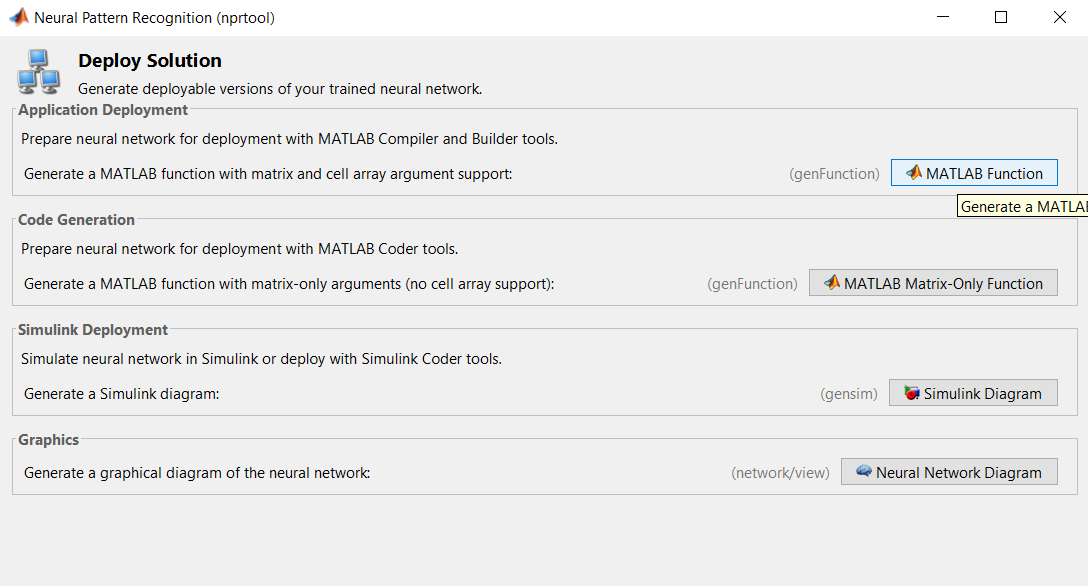 Neural Pattern Recognition (nprtool)
Deploy Solution
Generate deployable versions of your trained neural network.
Application Deployment
Prepare neural network for deployment with MATLAB Compiler and Builder tools.
Generate a MATLAB function with matrix and cell array argument support: (genFunction) MATLAB Function
Generate a MATLA
Code Generation
Prepare neural network for deployment with MATLAB Coder tools.
Generate a MATLAB function with matrix-only arguments (no cell array support): (genFunction) MATLAB Matrix-Only Function
Simulink Deployment
Simulate neural network in Simulink or deploy with Simulink Coder tools.
Generate a Simulink diagram: (gensim) Simulink Diagram
Graphics
Generate a graphical diagram of the neural network: (network/view) Neural Network Diagram